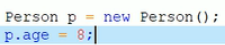 Person p = new Person();
p.age = 8;